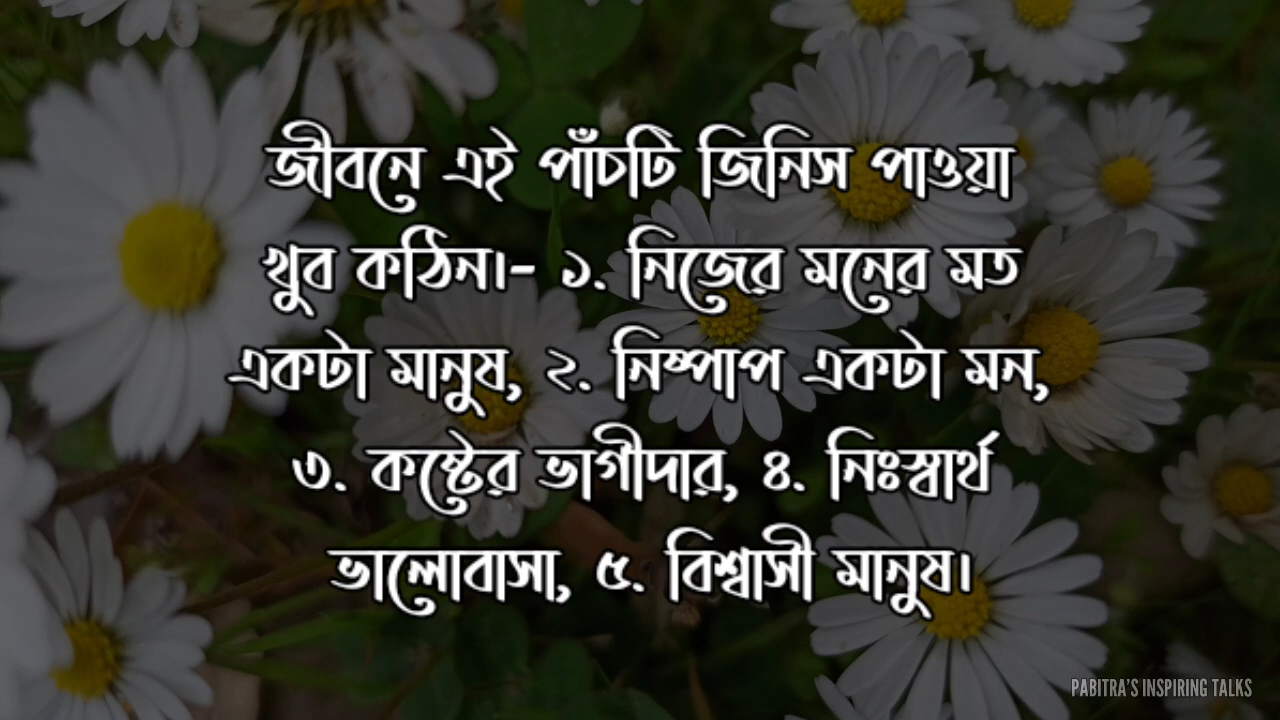 জীবনে এই পাঁচটি জিনিস পাওয়া
খুব কঠিন।- ১. নিজের মনের মত
একটা মানুষ, ২. নিষ্পাপ একটা মন,
৩. কষ্টের ভাগীদার, ৪. নিঃস্বার্থ
ভালোবাসা, ৫. বিশ্বাসী মানুষ।
PABITRA'S INSPIRING TALKS